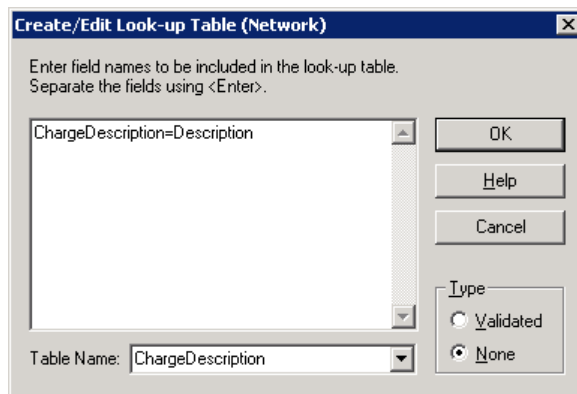 Create/Edit Look-up Table (Network)
Enter field names to be included in the look-up table.
Separate the fields using <Enter>.
ChargeDescription=Description
OK
Help
Cancel
Type
Validated
None
Table Name: ChargeDescription